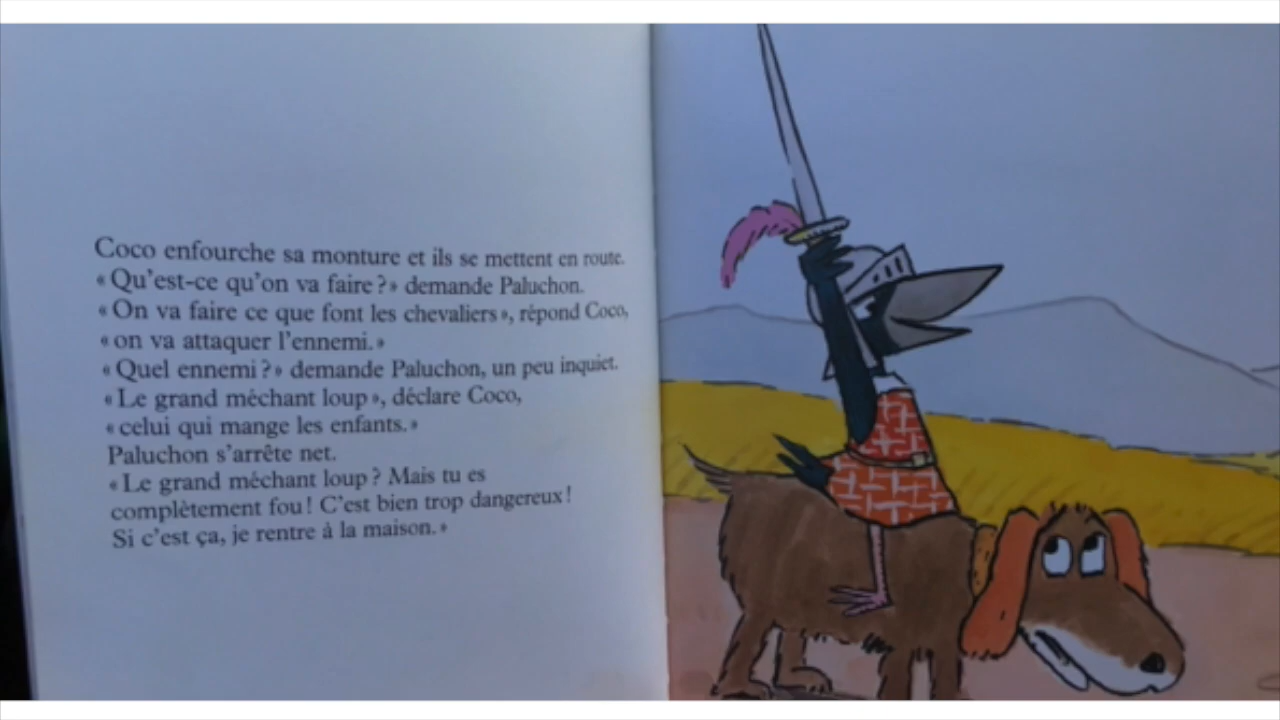 Coco enfourche sa monture et ils se mettent en route.
« Qu'est-ce qu'on va faire ? » demande Paluchon.
« On va faire ce que font les chevaliers », répond Coco,
« on va attaquer l'ennemi. »
« Quel ennemi ? » demande Paluchon, un peu inquiet.
« Le grand méchant loup », déclare Coco,
« celui qui mange les enfants. »
Paluchon s'arrête net.
« Le grand méchant loup ? Mais tu es
complètement fou ! C'est bien trop dangereux !
Si c'est ça, je rentre à la maison. »